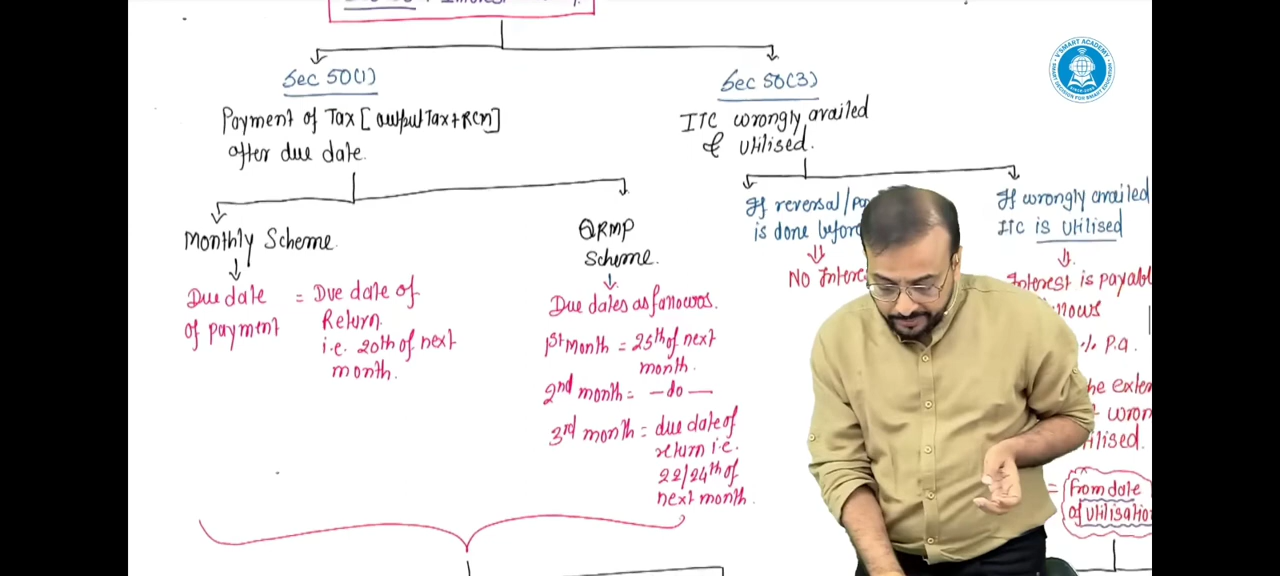 Sec 50(1)
Payment of Tax [output Tax + RCM]
after due date.
Monthly Scheme
Due date of payment = Due date of
Return.
i.e. 20th of next
month.
QRMP
Scheme.
Due dates as follows.
1st month = 25th of next
month.
2nd month = — do —
3rd month = due date of
return i.e.
22/24th of
next month.
Sec 50(3)
ITC wrongly availed
& utilised.
If reversal/
is done before
No
If wrongly availed
ITC is utilised
Interest is payable
% P.a.
of utilisation
From date
V SMART ACADEMY